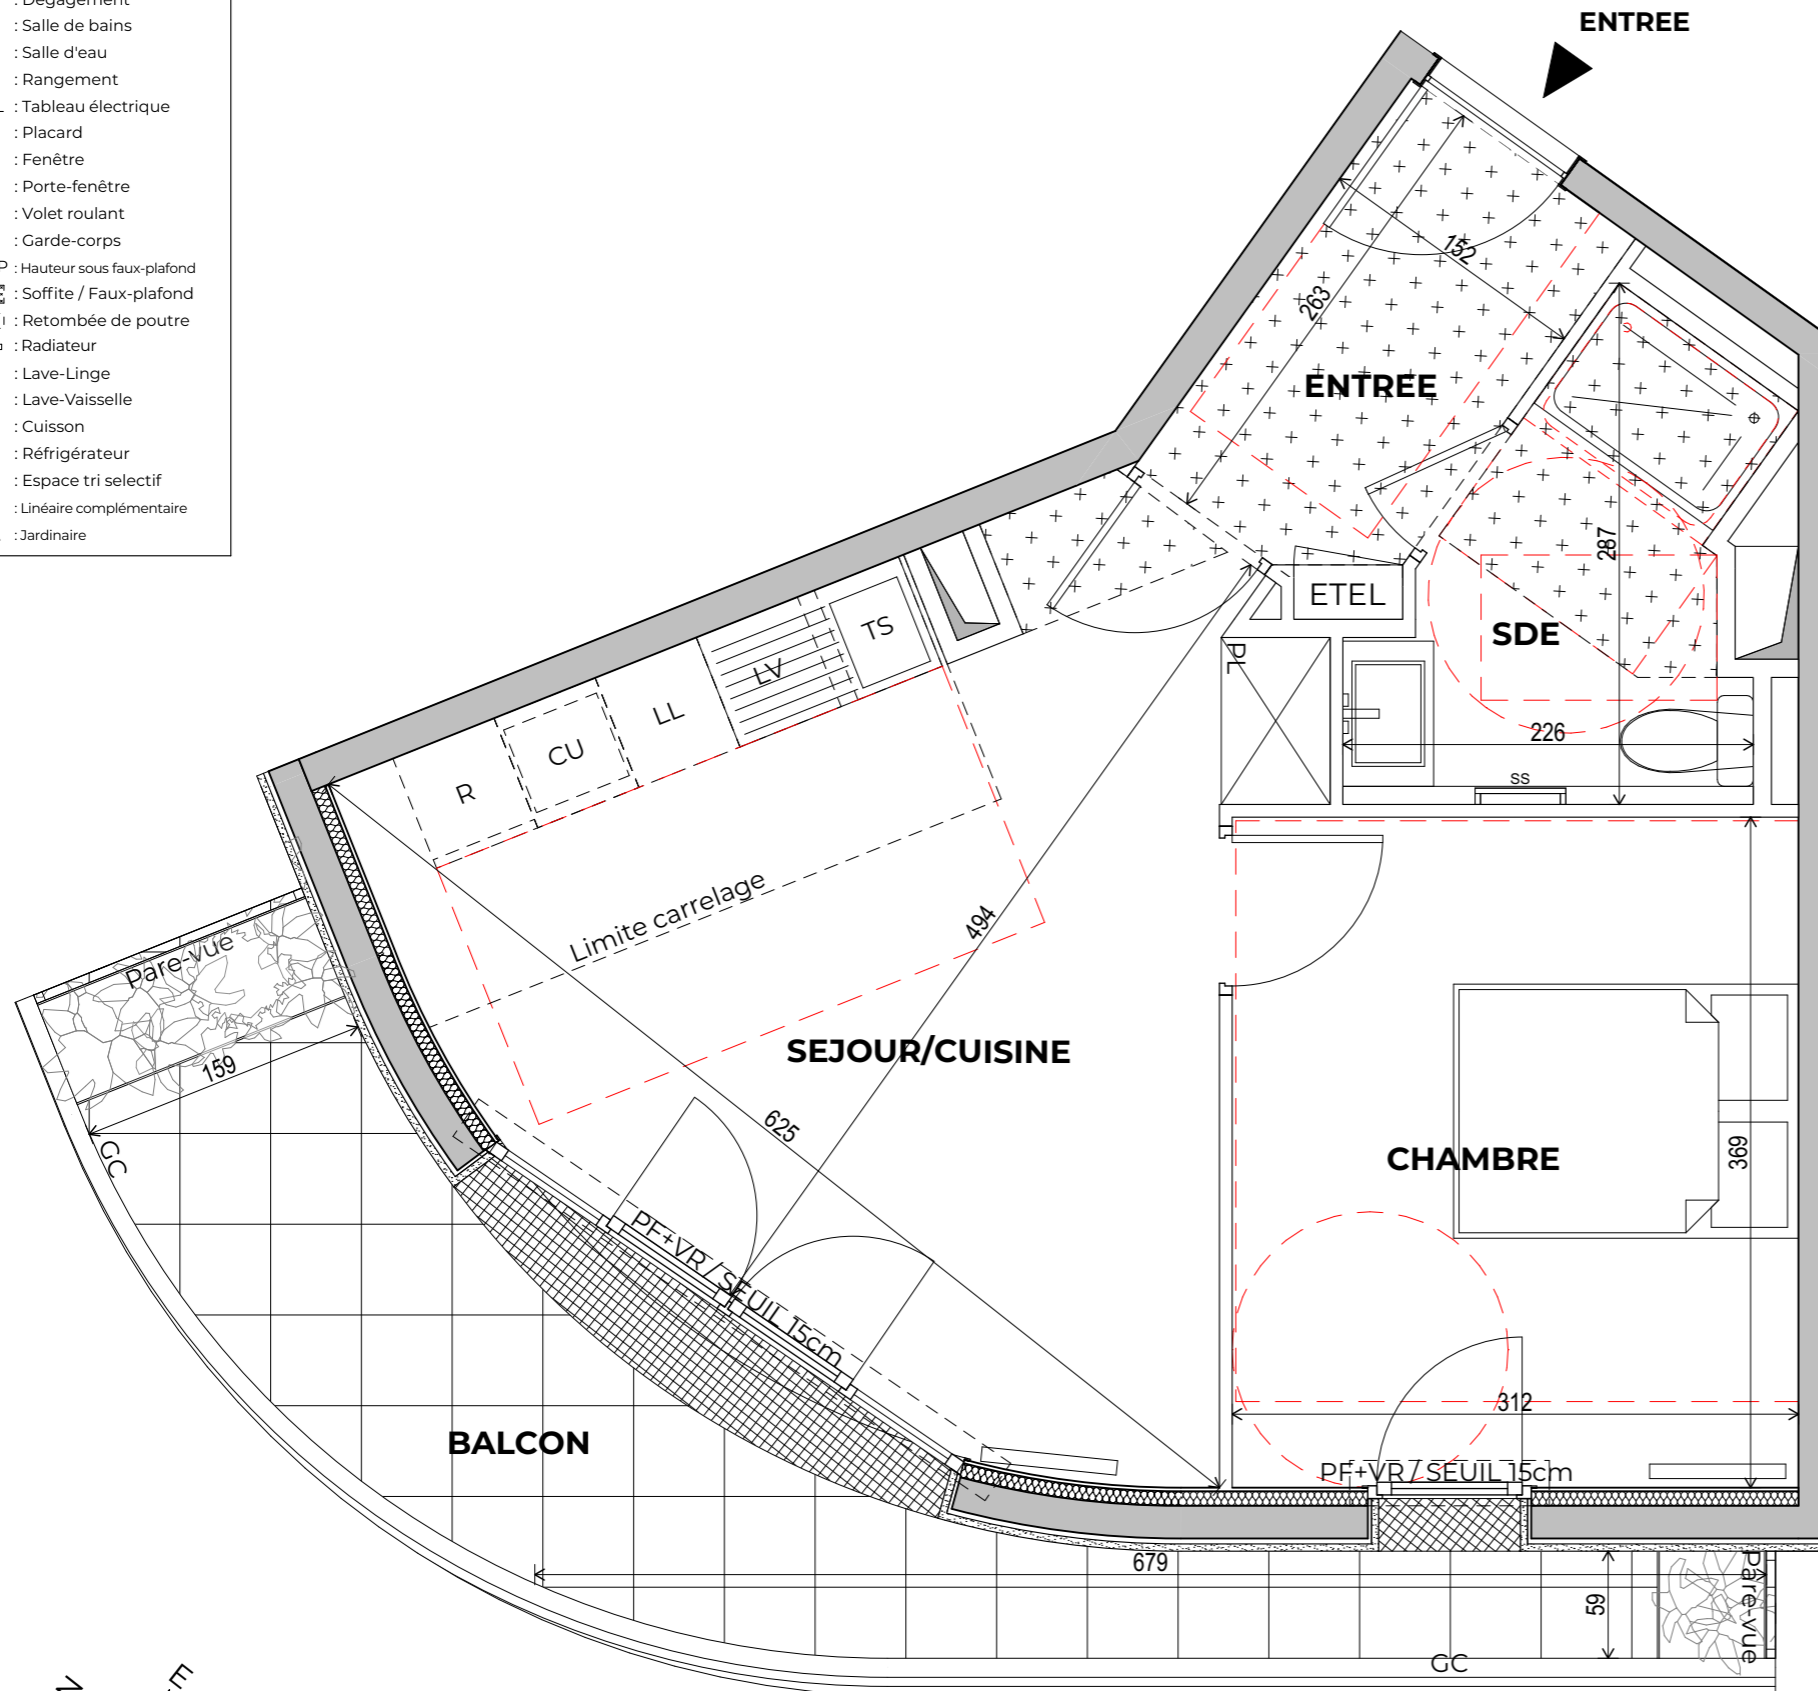 : Dégagement
: Salle de bains
: Salle d'eau
: Rangement
: Tableau électrique
: Placard
: Fenêtre
: Porte-fenêtre
: Volet roulant
: Garde-corps
P : Hauteur sous faux-plafond
: Soffite / Faux-plafond
: Retombée de poutre
: Radiateur
: Lave-Linge
: Lave-Vaisselle
: Cuisson
: Réfrigérateur
: Espace tri selectif
: Linéaire complémentaire
: Jardinaire
ENTREE
152
263
ENTREE
287
ETEL
SDE
PL
226
SS
TS
LV
LL
CU
R
Limite carrelage
494
Pare-vue
159
GC
SEJOUR/CUISINE
625
CHAMBRE
369
PF+VR / SEUIL 15cm
312
PF+VR / SEUIL 15cm
BALCON
679
59
Pare-vue
GC
N
E